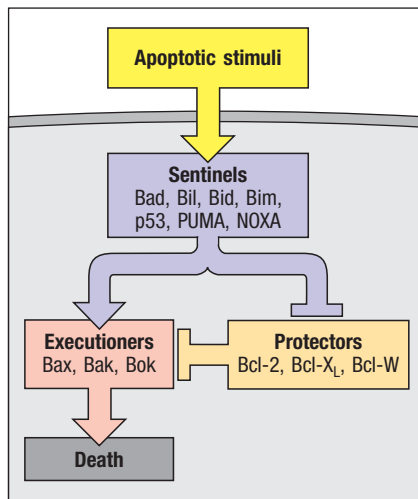 Apoptotic stimuli
Sentinels
Bad, Bil, Bid, Bim,
p53, PUMA, NOXA
Executioners
Bax, Bak, Bok
Protectors
Bcl-2, Bcl-X_L, Bcl-W
Death